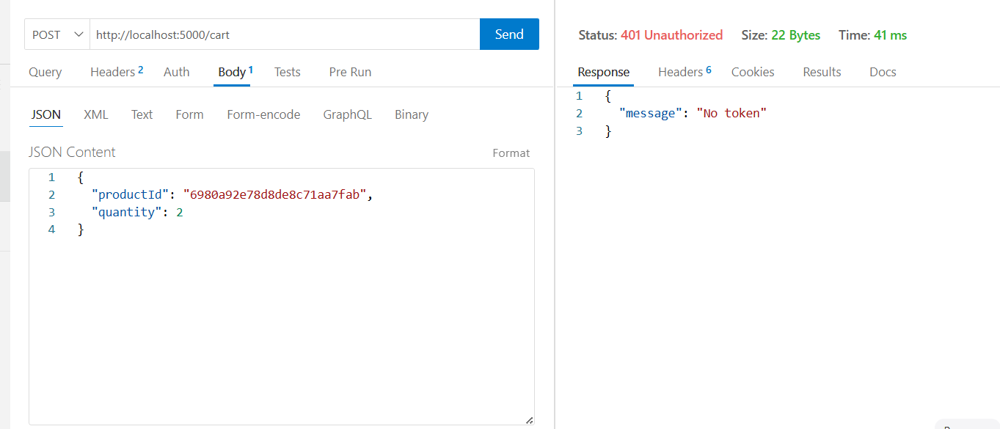 POST http://localhost:5000/cart Send
Query Headers 2 Auth Body 1 Tests Pre Run
JSON XML Text Form Form-encode GraphQL Binary
JSON Content Format
1 {
2 "productId": "6980a92e78d8de8c71aa7fab",
3 "quantity": 2
4 }
Status: 401 Unauthorized Size: 22 Bytes Time: 41 ms
Response Headers 6 Cookies Results Docs
1 {
2 "message": "No token"
3 }